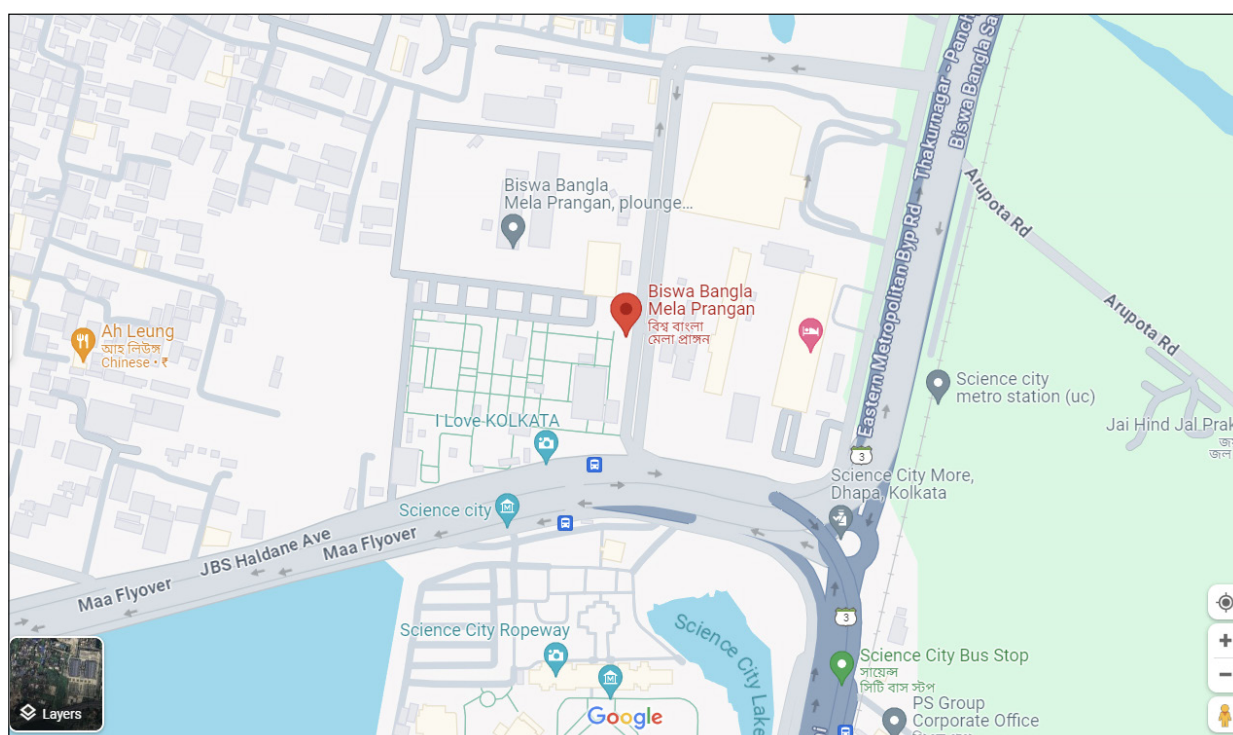 Thakurnagar - Panch
Biswa Bangla Sa
Eastern Metropolitan Byp Rd
Arupota Rd
Arupota Rd
Biswa Bangla
Mela Prangan, plounge...
Biswa Bangla
Mela Prangan
বিশ্ব বাংলা
মেলা প্রাঙ্গন
Ah Leung
আহ লিউঙ্গ
Chinese • ₹
Science city
metro station (uc)
Jai Hind Jal Prak
জল
I Love KOLKATA
3
Science City More,
Dhapa, Kolkata
Science city
JBS Haldane Ave
Maa Flyover
Maa Flyover
3
Science City Ropeway
Science City Lake
Science City Bus Stop
সায়েন্স
সিটি বাস স্টপ
PS Group
Corporate Office
Layers
Google